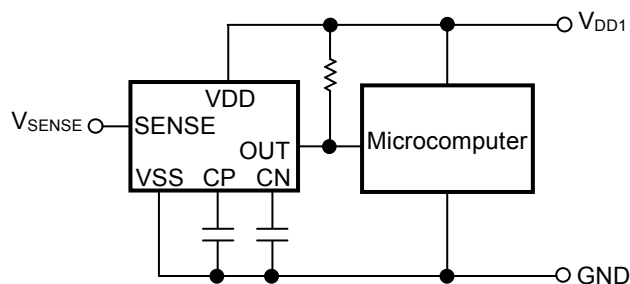 VDD1
VDD
VSENSE
SENSE
OUT
Microcomputer
VSS CP CN
GND